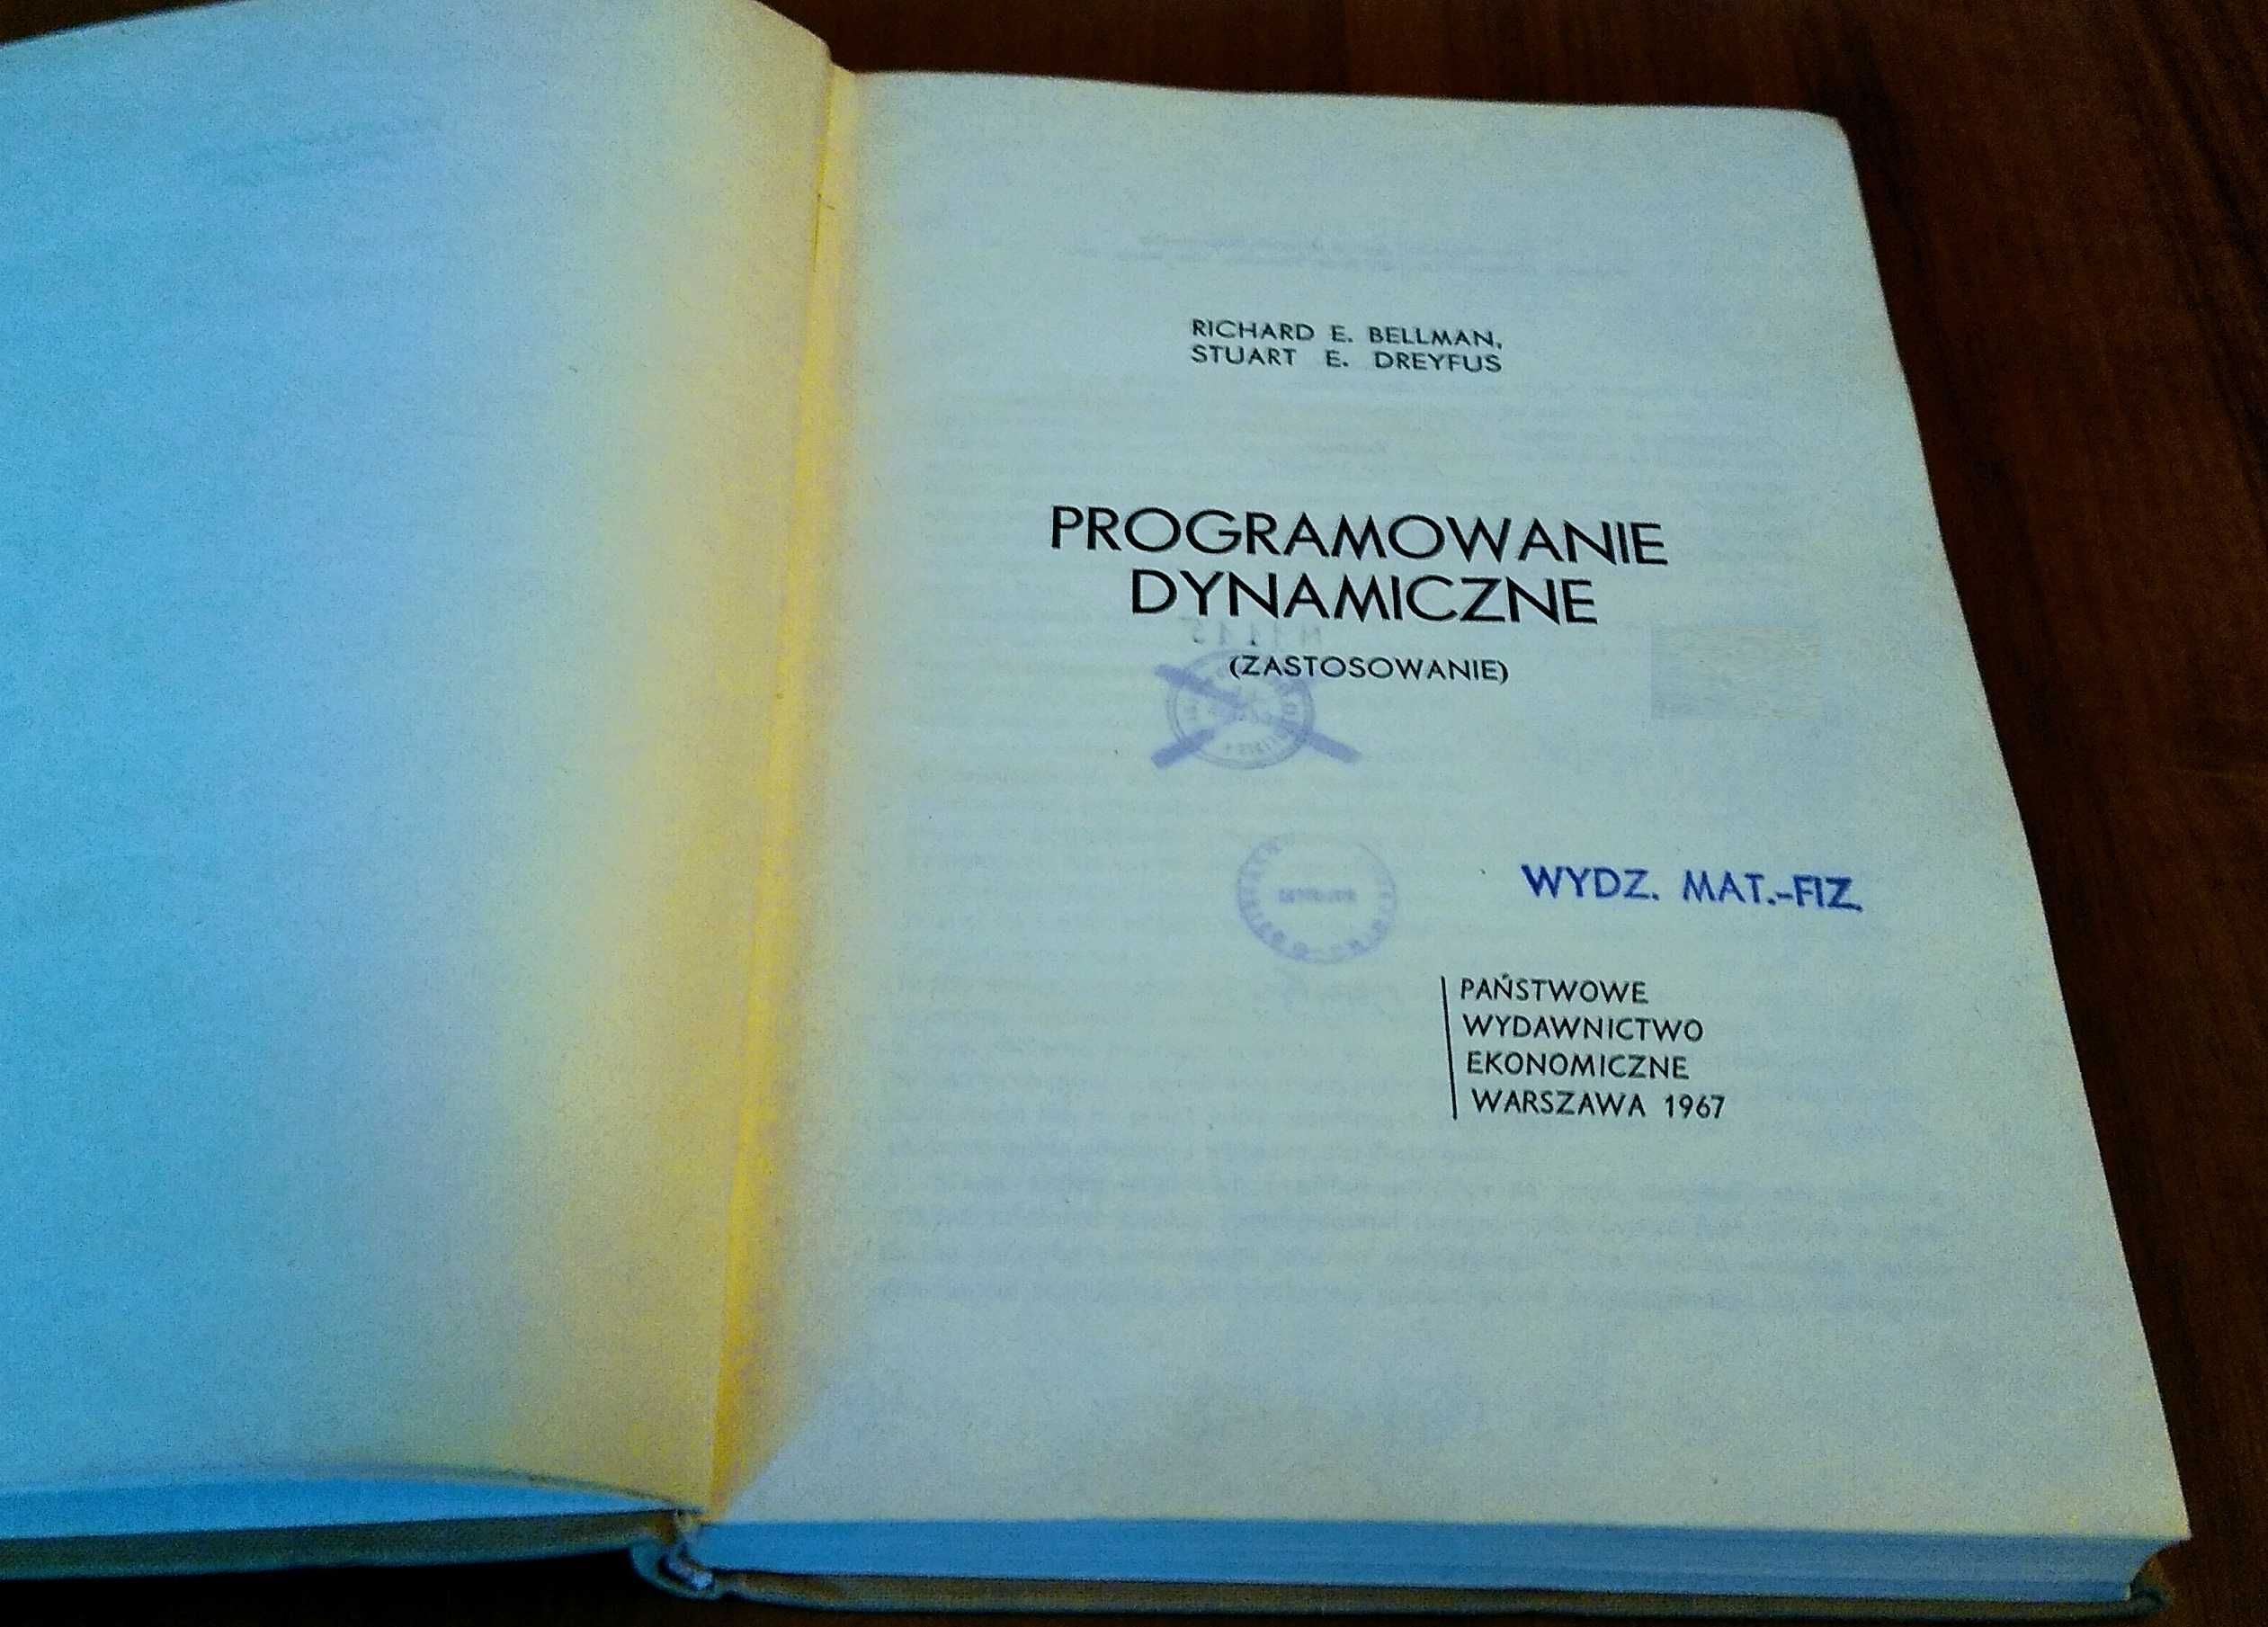 RICHARD E. BELLMAN,
STUART E. DREYFUS
PROGRAMOWANIE
DYNAMICZNE
(ZASTOSOWANIE)
WYDZ. MAT.-FIZ.
PAŃSTWOWE
WYDAWNICTWO
EKONOMICZNE
WARSZAWA 1967